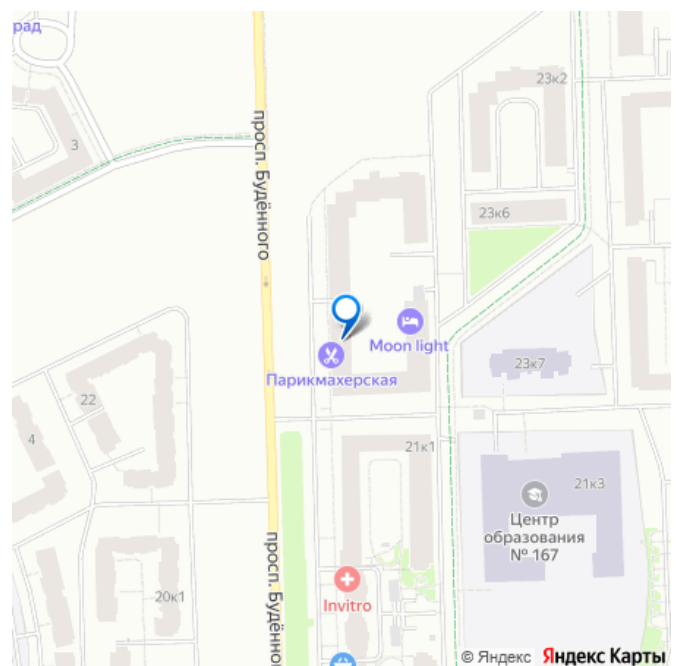 рад
3
23к2
просп. Будённого
23к6
Moon light
Парикмахерская
23к7
22
4
21к1
21к3
Центр
образования
№ 167
просп. Будённог
20к1
Invitro
© Яндекс Яндекс Карты